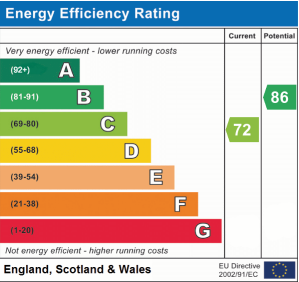 Energy Efficiency Rating
Current Potential
Very energy efficient - lower running costs
(92+) A
(81-91) B 86
(69-80) C 72
(55-68) D
(39-54) E
(21-38) F
(1-20) G
Not energy efficient - higher running costs
England, Scotland & Wales
EU Directive
2002/91/EC